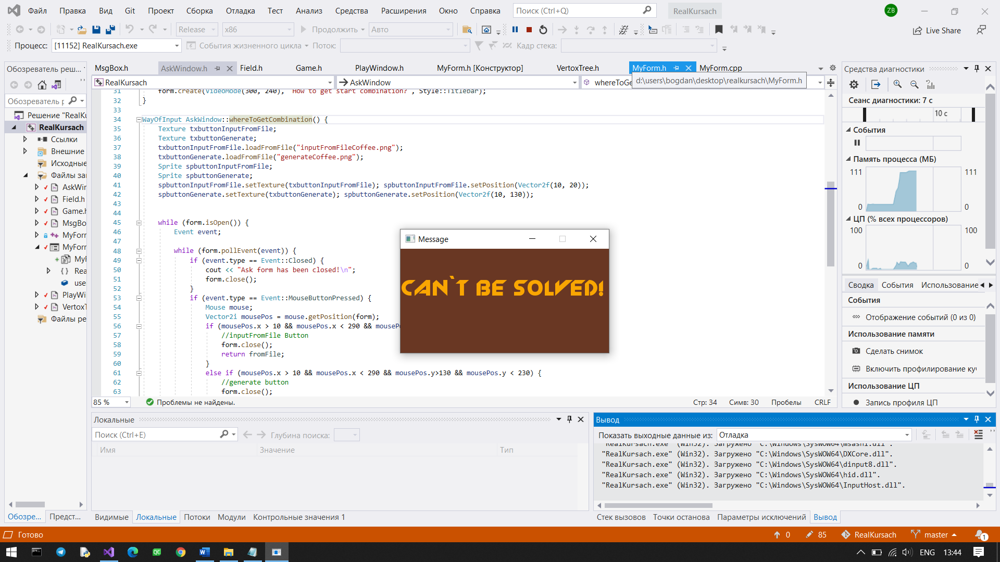 Файл Правка Вид Git Проект Сборка Отладка Тест Анализ Средства Расширения Окно Справка Поиск (Ctrl+Q) RealKursach ZB
Release x86 Продолжить Авто Live Share
Процесс: [11152] RealKursach.exe События жизненного цикла Поток: Кадр стека:
Обозреватель реш...
Обозреватель р
Решение "RealKu
RealKursach
Ссылки
Внешние
Исходные
Файлы за
AskWin
Field.h
Game.h
MsgBo
MyForm
MyForm
MyF
Rea
use
PlayWi
VertoxT
Файлы ре
Обозре... Предст...
MsgBox.h AskWindow.h Field.h Game.h PlayWindow.h MyForm.h [Конструктор] VertoxTree.h MyForm.h MyForm.cpp
RealKursach AskWindow whereToGe
d:\users\bogdan\desktop\realkursach\MyForm.h
31 form.create(VideoMode(300, 240), "How to get start combination?", Style::Titlebar);
32 }
33
34 WayOfInput AskWindow::whereToGetCombination() {
35 Texture txbuttonInputFromFile;
36 Texture txbuttonGenerate;
37 txbuttonInputFromFile.loadFromFile("inputFromFileCoffee.png");
38 txbuttonGenerate.loadFromFile("generateCoffee.png");
39 Sprite spbuttonInputFromFile;
40 Sprite spbuttonGenerate;
41 spbuttonInputFromFile.setTexture(txbuttonInputFromFile); spbuttonInputFromFile.setPosition(Vector2f(10, 20));
42 spbuttonGenerate.setTexture(txbuttonGenerate); spbuttonGenerate.setPosition(Vector2f(10, 130));
43
44
45 while (form.isOpen()) {
46 Event event;
47
48 while (form.pollEvent(event)) {
49 if (event.type == Event::Closed) {
50 cout << "Ask form has been closed!\n";
51 form.close();
52 }
53 if (event.type == Event::MouseButtonPressed) {
54 Mouse mouse;
55 Vector2i mousePos = mouse.getPosition(form);
56 if (mousePos.x > 10 && mousePos.x < 290 && mouseP
57 //inputFromFile Button
58 form.close();
59 return fromFile;
60 }
61 else if (mousePos.x > 10 && mousePos.x < 290 && mousePos.y>130 && mousePos.y < 230) {
62 //generate button
63 form.close();
Message
CAN`T BE SOLVED!
85 % Проблемы не найдены. Стр: 34 Симв: 30 Пробелы CRLF
Средства диагностики
Сеанс диагностики: 7 с
10 с
События
Память процесса (МБ)
111 111
0 0
ЦП (% всех процессоров)
100 100
0 0
Сводка События Использование
События
Отображение событий (0 из 0)
Использование памяти
Сделать снимок
Включить профилирование куч
Использование ЦП
Запись профиля ЦП
Локальные
Поиск (Ctrl+E) Глубина поиска:
Имя Значение Тип
Видимые Локальные Потоки Модули Контрольные значения 1
Вывод
Показать выходные данные из: Отладка
"RealKursach.exe" (Win32). Загружено "C:\Windows\SysWOW64\msasn1.dll".
"RealKursach.exe" (Win32). Загружено "C:\Windows\SysWOW64\DXCore.dll".
"RealKursach.exe" (Win32). Загружено "C:\Windows\SysWOW64\dinput8.dll".
"RealKursach.exe" (Win32). Загружено "C:\Windows\SysWOW64\hid.dll".
"RealKursach.exe" (Win32). Загружено "C:\Windows\SysWOW64\InputHost.dll".
Стек вызовов Точки останова Параметры исключений Вывод
Готово 0 85 RealKursach master 1
QC ENG 13:44